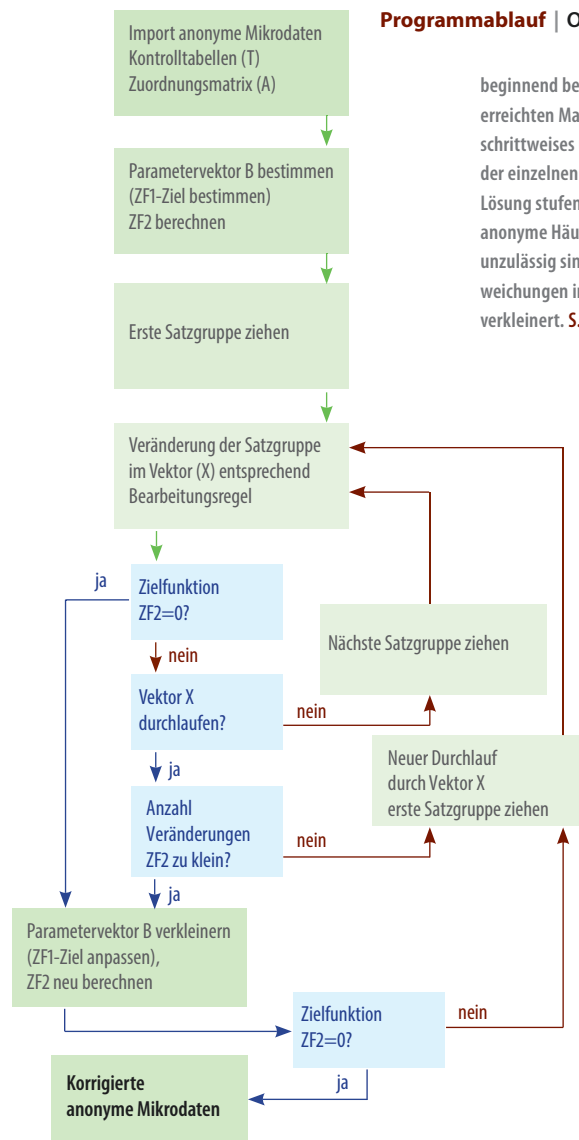 Programmablauf | O
Import anonyme Mikrodaten
Kontrolltabellen (T)
Zuordnungsmatrix (A)
beginnend be
erreichten Ma
schrittweises
der einzelnen
Lösung stufen
anonyme Häu
unzulässig sin
weichungen i
verkleinert. S.
Parametervektor B bestimmen
(ZF1-Ziel bestimmen)
ZF2 berechnen
Erste Satzgruppe ziehen
Veränderung der Satzgruppe
im Vektor (X) entsprechend
Bearbeitungsregel
ja
Zielfunktion
ZF2=0?
nein
Nächste Satzgruppe ziehen
Vektor X
durchlaufen?
nein
ja
Neuer Durchlauf
durch Vektor X
erste Satzgruppe ziehen
Anzahl
Veränderungen
ZF2 zu klein?
nein
ja
Parametervektor B verkleinern
(ZF1-Ziel anpassen),
ZF2 neu berechnen
Zielfunktion
ZF2=0?
nein
ja
Korrigierte
anonyme Mikrodaten